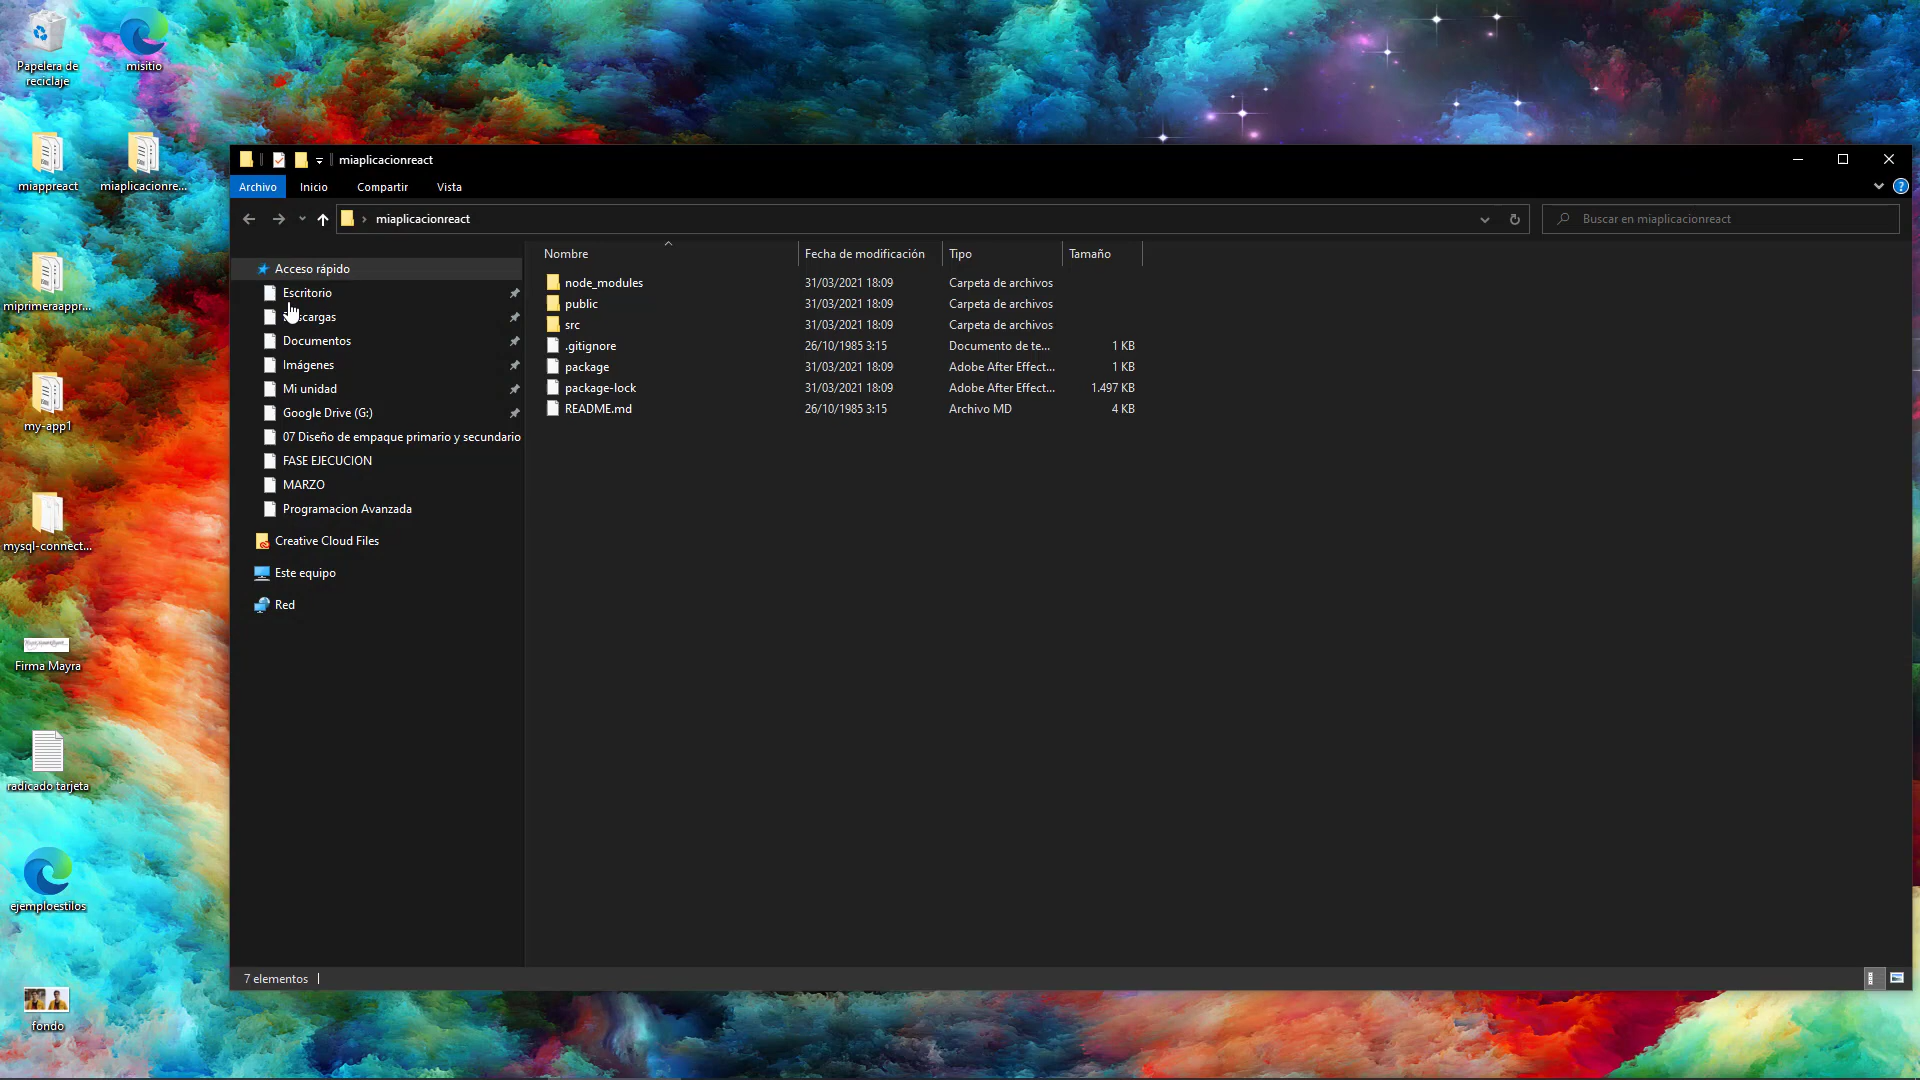 Papelera de
reciclaje
misitio
miappreact
miaplicacionre...
miprimeraappr...
my-app1
mysql-connect...
Firma Mayra
radicado tarjeta
ejemploestilos
fondo
miaplicacionreact
Archivo
Inicio
Compartir
Vista
miaplicacionreact
Buscar en miaplicacionreact
Acceso rápido
Escritorio
cargas
Documentos
Imágenes
Mi unidad
Google Drive (G:)
07 Diseño de empaque primario y secundario
FASE EJECUCION
MARZO
Programacion Avanzada
Creative Cloud Files
Este equipo
Red
Nombre Fecha de modificación Tipo Tamaño
node_modules 31/03/2021 18:09 Carpeta de archivos
public 31/03/2021 18:09 Carpeta de archivos
src 31/03/2021 18:09 Carpeta de archivos
.gitignore 26/10/1985 3:15 Documento de te... 1 KB
package 31/03/2021 18:09 Adobe After Effect... 1 KB
package-lock 31/03/2021 18:09 Adobe After Effect... 1.497 KB
README.md 26/10/1985 3:15 Archivo MD 4 KB
7 elementos